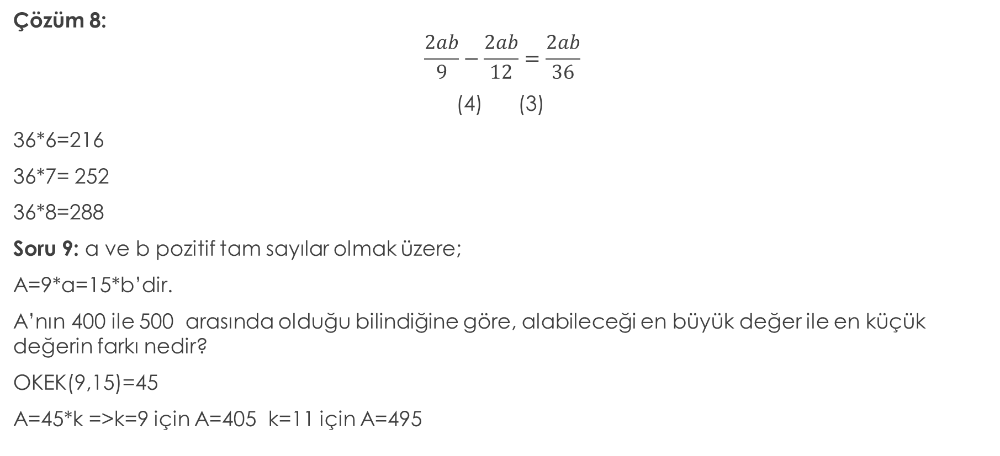 Çözüm 8:
2ab/9 − 2ab/12 = 2ab/36
(4) (3)
36*6=216
36*7= 252
36*8=288
Soru 9: a ve b pozitif tam sayılar olmak üzere;
A=9*a=15*b’dir.
A’nın 400 ile 500 arasında olduğu bilindiğine göre, alabileceği en büyük değer ile en küçük
değerin farkı nedir?
OKEK(9,15)=45
A=45*k =>k=9 için A=405 k=11 için A=495